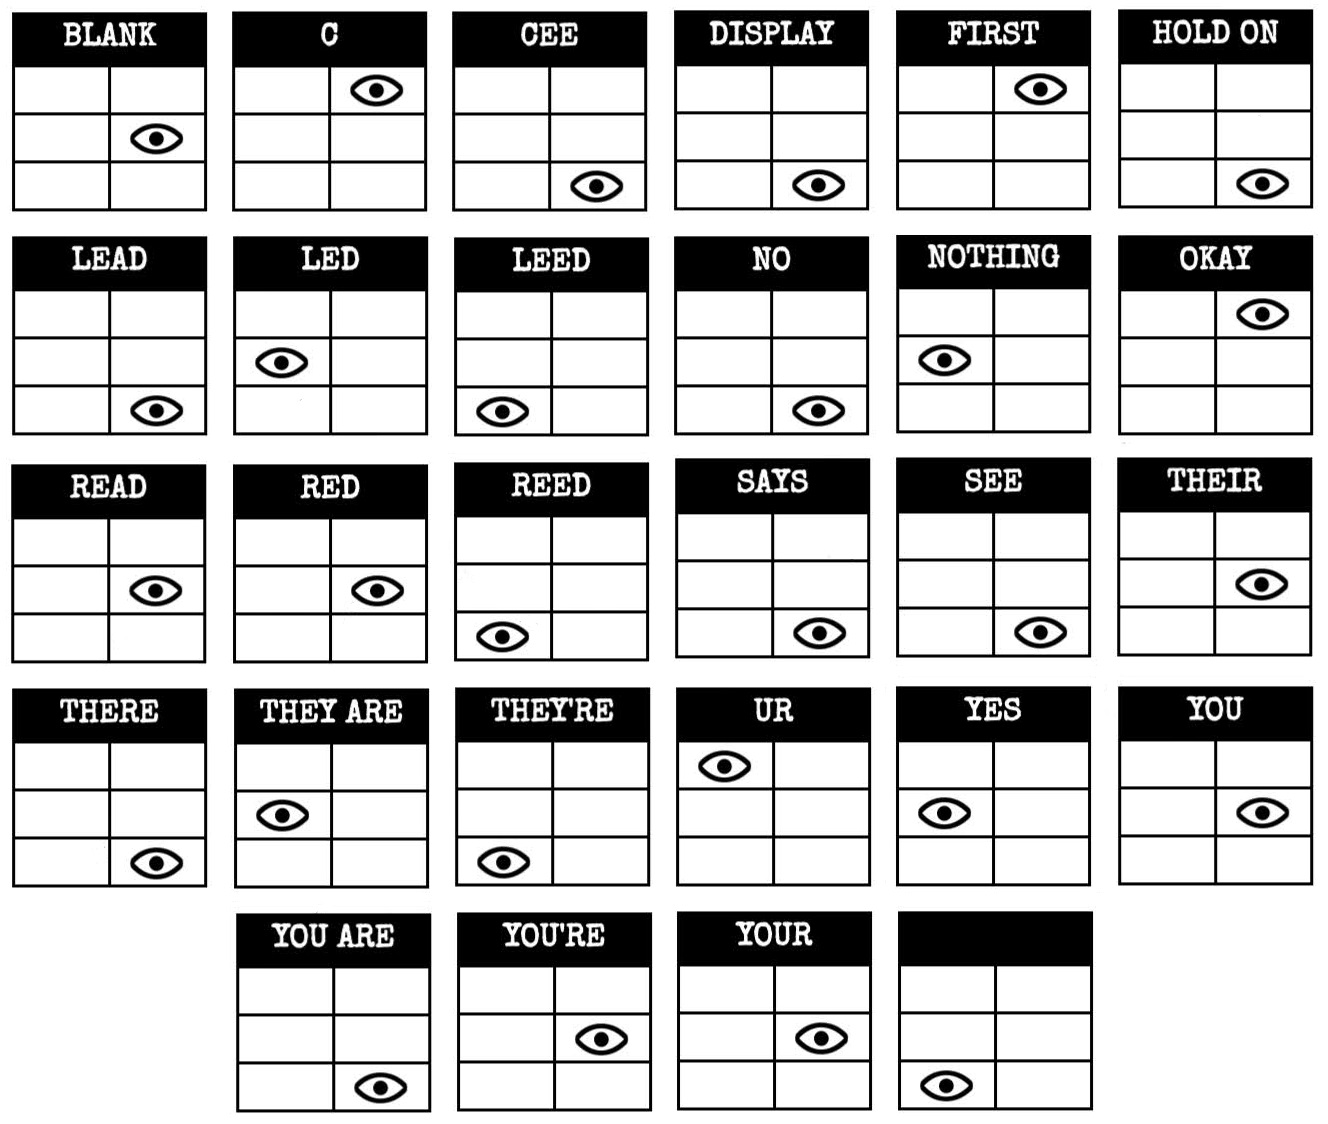 BLANK
C
CEE
DISPLAY
FIRST
HOLD ON
LEAD
LED
LEED
NO
NOTHING
OKAY
READ
RED
REED
SAYS
SEE
THEIR
THERE
THEY ARE
THEY'RE
UR
YES
YOU
YOU ARE
YOU'RE
YOUR